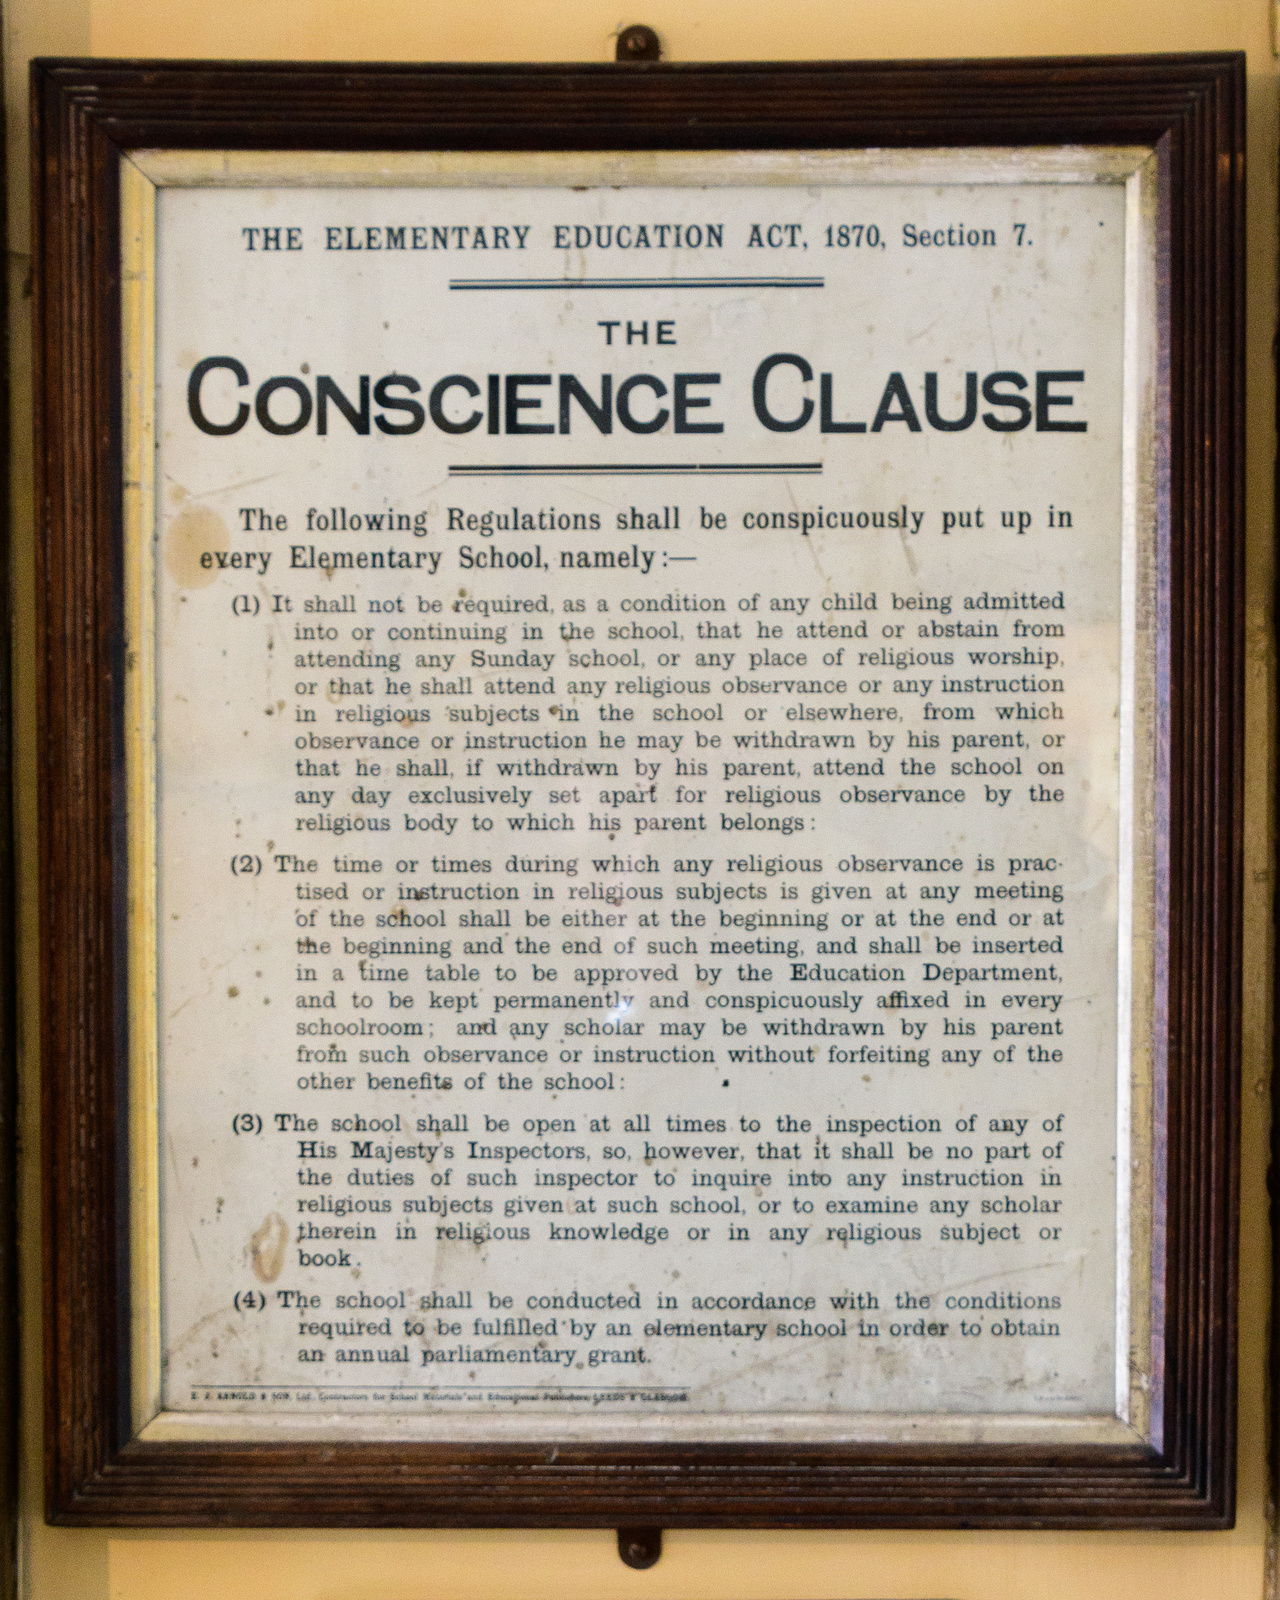 THE ELEMENTARY EDUCATION ACT, 1870, Section 7.
THE
CONSCIENCE CLAUSE
The following Regulations shall be conspicuously put up in
every Elementary School, namely:—
(1) It shall not be required, as a condition of any child being admitted
into or continuing in the school, that he attend or abstain from
attending any Sunday school, or any place of religious worship,
or that he shall attend any religious observance or any instruction
in religious subjects in the school or elsewhere, from which
observance or instruction he may be withdrawn by his parent, or
that he shall, if withdrawn by his parent, attend the school on
any day exclusively set apart for religious observance by the
religious body to which his parent belongs:
(2) The time or times during which any religious observance is prac-
tised or instruction in religious subjects is given at any meeting
of the school shall be either at the beginning or at the end or at
the beginning and the end of such meeting, and shall be inserted
in a time table to be approved by the Education Department,
and to be kept permanently and conspicuously affixed in every
schoolroom; and any scholar may be withdrawn by his parent
from such observance or instruction without forfeiting any of the
other benefits of the school:
(3) The school shall be open at all times to the inspection of any of
His Majesty's Inspectors, so, however, that it shall be no part of
the duties of such inspector to inquire into any instruction in
religious subjects given at such school, or to examine any scholar
therein in religious knowledge or in any religious subject or
book.
(4) The school shall be conducted in accordance with the conditions
required to be fulfilled by an elementary school in order to obtain
an annual parliamentary grant.
E. J. ARNOLD & SON, Ltd., Contractors for School Materials and Educational Publishers, LEEDS & GLASGOW.